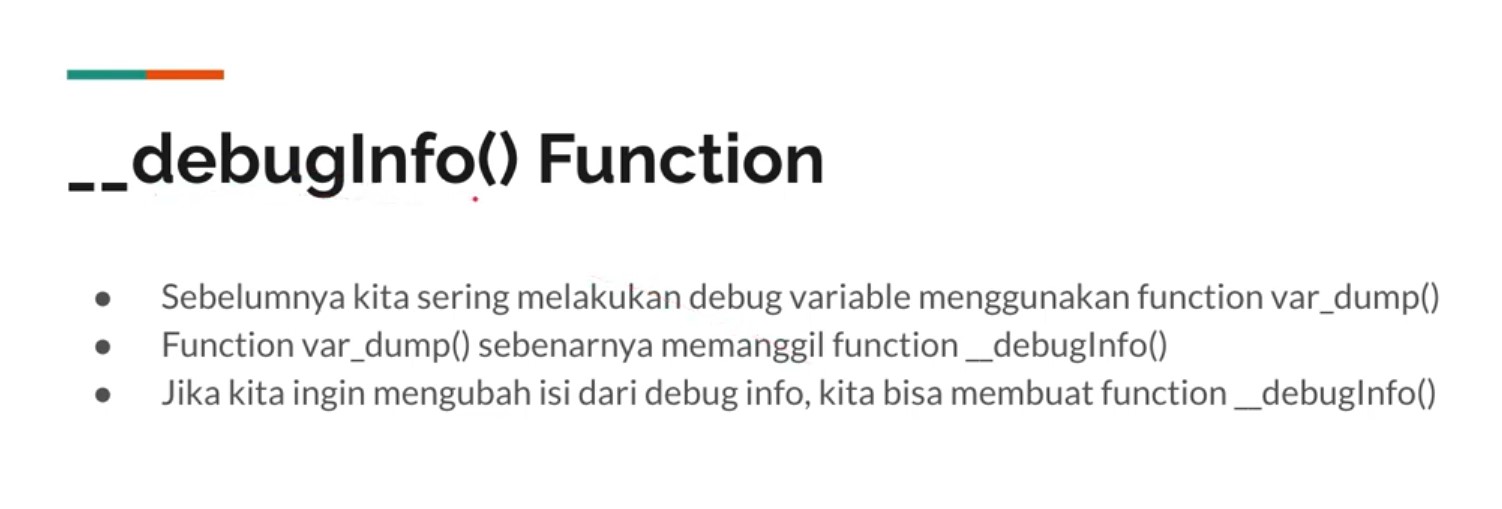 __debugInfo() Function
● Sebelumnya kita sering melakukan debug variable menggunakan function var_dump()
● Function var_dump() sebenarnya memanggil function __debugInfo()
● Jika kita ingin mengubah isi dari debug info, kita bisa membuat function __debugInfo()